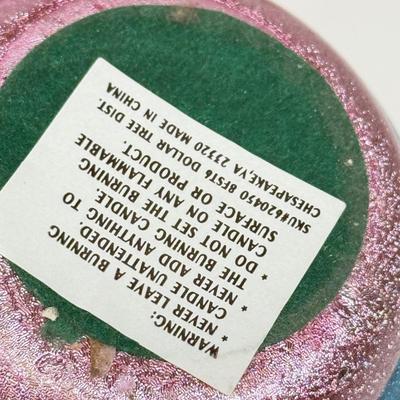 WARNING:
* NEVER LEAVE A BURNING
CANDLE UNATTENDED.
* NEVER ADD ANYTHING TO
THE BURNING CANDLE.
* DO NOT SET THE BURNING
CANDLE ON ANY FLAMMABLE
SURFACE OR PRODUCT.
SKU#620450 8FST6 DOLLAR TREE DIST.
CHESAPEAKE.VA 23320 MADE IN CHINA